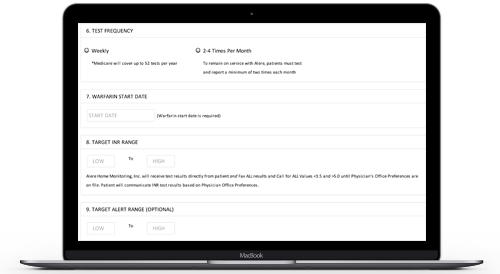 6. TEST FREQUENCY
Weekly
2-4 Times Per Month
*Medicare will cover up to 52 tests per year
To remain on service with Alere, patients must test
and report a minimum of two times each month
7. WARFARIN START DATE
START DATE
(Warfarin start date is required)
8. TARGET INR RANGE
LOW
To
HIGH
Alere Home Monitoring, Inc. will receive test results directly from patient and Fax ALL results and Call for ALL Values <1.5 and >5.0 until Physician's Office Preferences are
on file. Patient will communicate INR test results based on Physician Office Preferences.
9. TARGET ALERT RANGE (OPTIONAL)
LOW
To
HIGH
MacBook